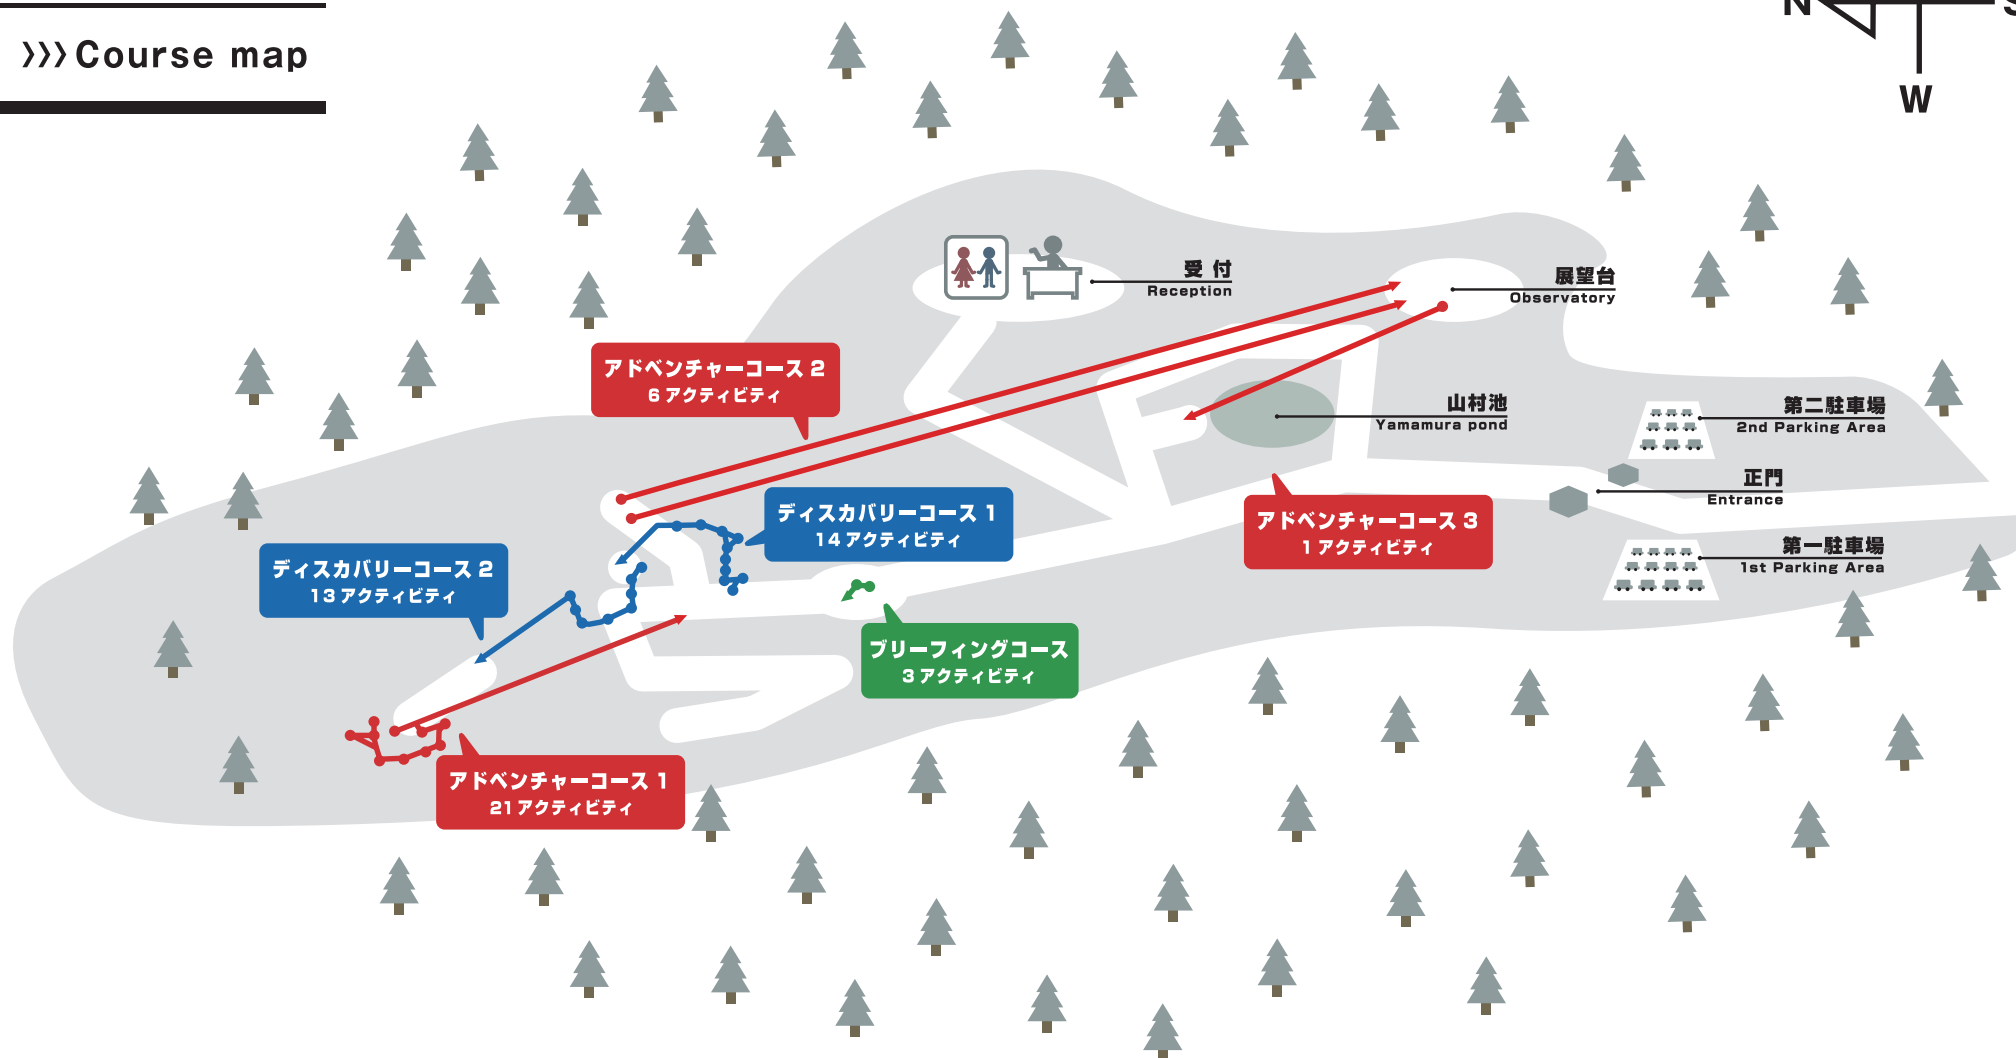 >>> Course map
N
S
W
受付
Reception
展望台
Observatory
アドベンチャーコース 2
6 アクティビティ
山村池
Yamamura pond
第二駐車場
2nd Parking Area
正門
Entrance
ディスカバリーコース 1
14 アクティビティ
アドベンチャーコース 3
1 アクティビティ
第一駐車場
1st Parking Area
ディスカバリーコース 2
13 アクティビティ
ブリーフィングコース
3 アクティビティ
アドベンチャーコース 1
21 アクティビティ